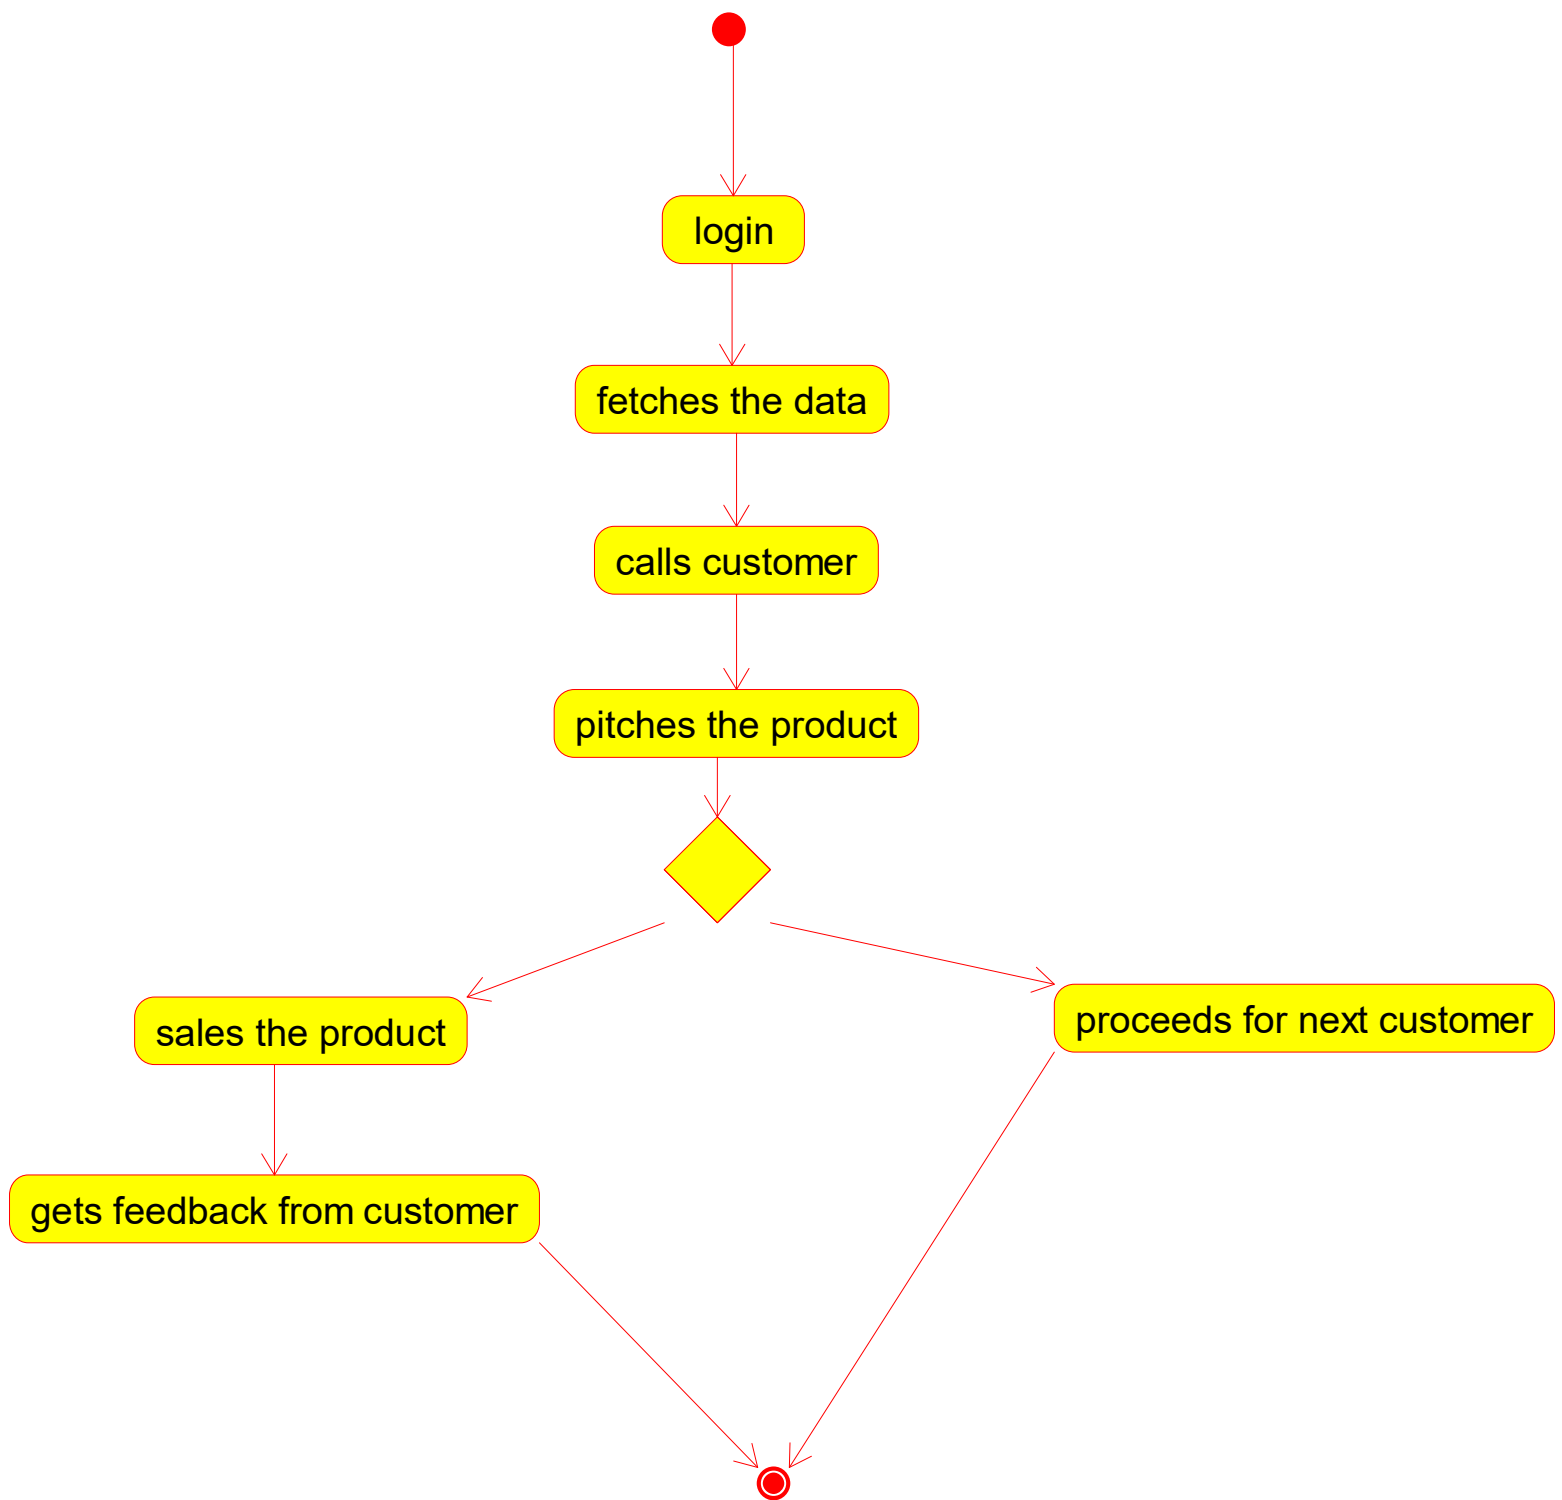 login
fetches the data
calls customer
pitches the product
sales the product
proceeds for next customer
gets feedback from customer